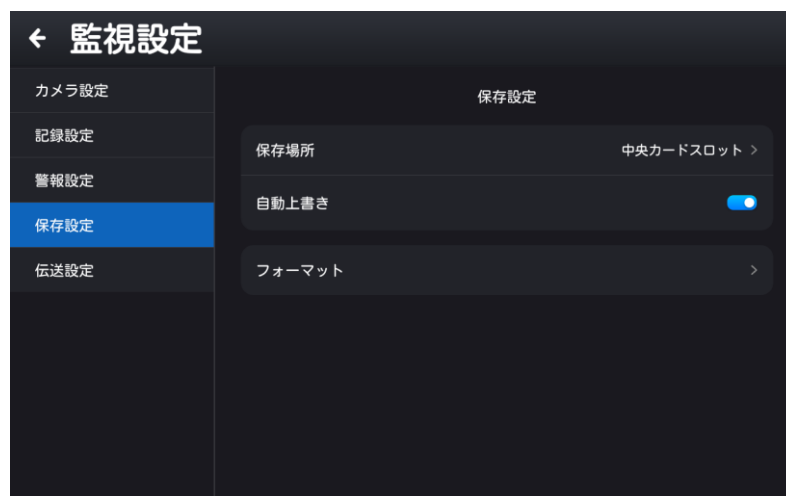 監視設定
カメラ設定
記録設定
警報設定
保存設定
伝送設定
保存設定
保存場所 中央カードスロット
自動上書き
フォーマット